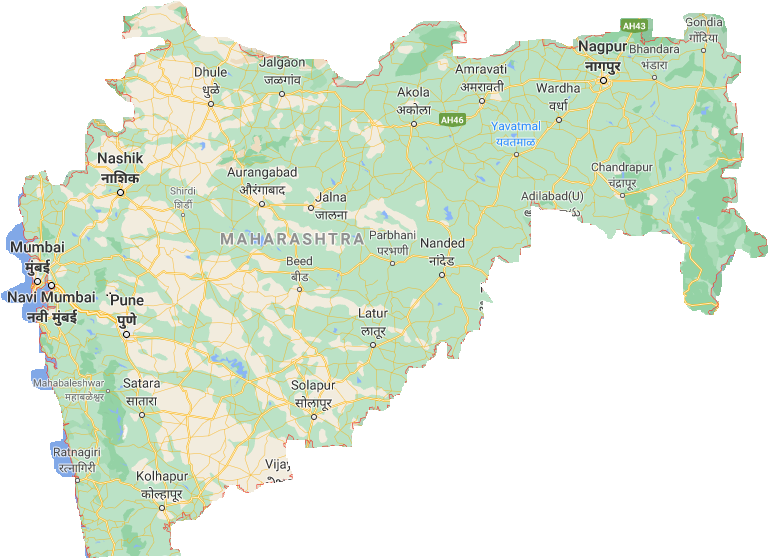 AH43
Gondia
गोंदिया
Nagpur
नागपुर
Bhandara
भंडारा
Jalgaon
जळगांव
Dhule
धुळे
Amravati
अमरावती
Akola
अकोला
Wardha
वर्धा
AH46
Yavatmal
यवतमाळ
Nashik
नाशिक
Aurangabad
औरंगाबाद
Chandrapur
चंद्रपूर
Shirdi
शिर्डी
Jalna
जालना
Adilabad(U)
MAHARASHTRA
Parbhani
परभणी
Nanded
नांदेड
Mumbai
मुंबई
Beed
बीड
Navi Mumbai
नवी मुंबई
Pune
पुणे
Latur
लातूर
Mahabaleshwar
महाबळेश्वर
Satara
सातारा
Solapur
सोलापूर
Ratnagiri
रत्नागिरी
Vija
Kolhapur
कोल्हापूर